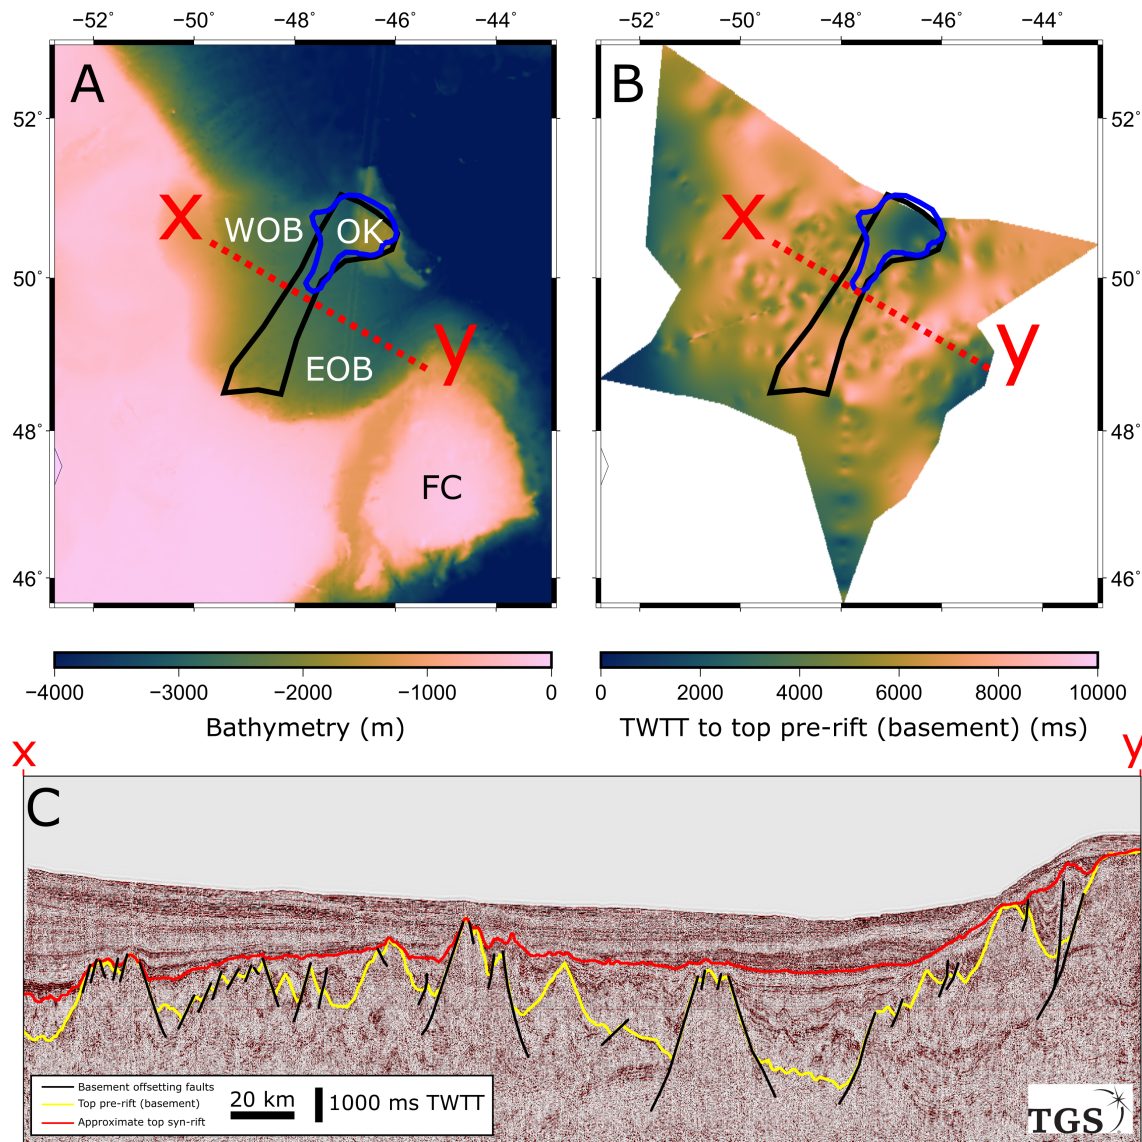 −52˚ −50˚ −48˚ −46˚ −44˚
−52˚ −50˚ −48˚ −46˚ −44˚
A
52˚
50˚
48˚
46˚
X
WOB
OK
y
EOB
FC
B
52˚
50˚
48˚
46˚
X
y
−4000 −3000 −2000 −1000 0
Bathymetry (m)
0 2000 4000 6000 8000 10000
TWTT to top pre-rift (basement) (ms)
X
y
C
Basement offsetting faults
Top pre-rift (basement)
Approximate top syn-rift
20 km
1000 ms TWTT
TGS